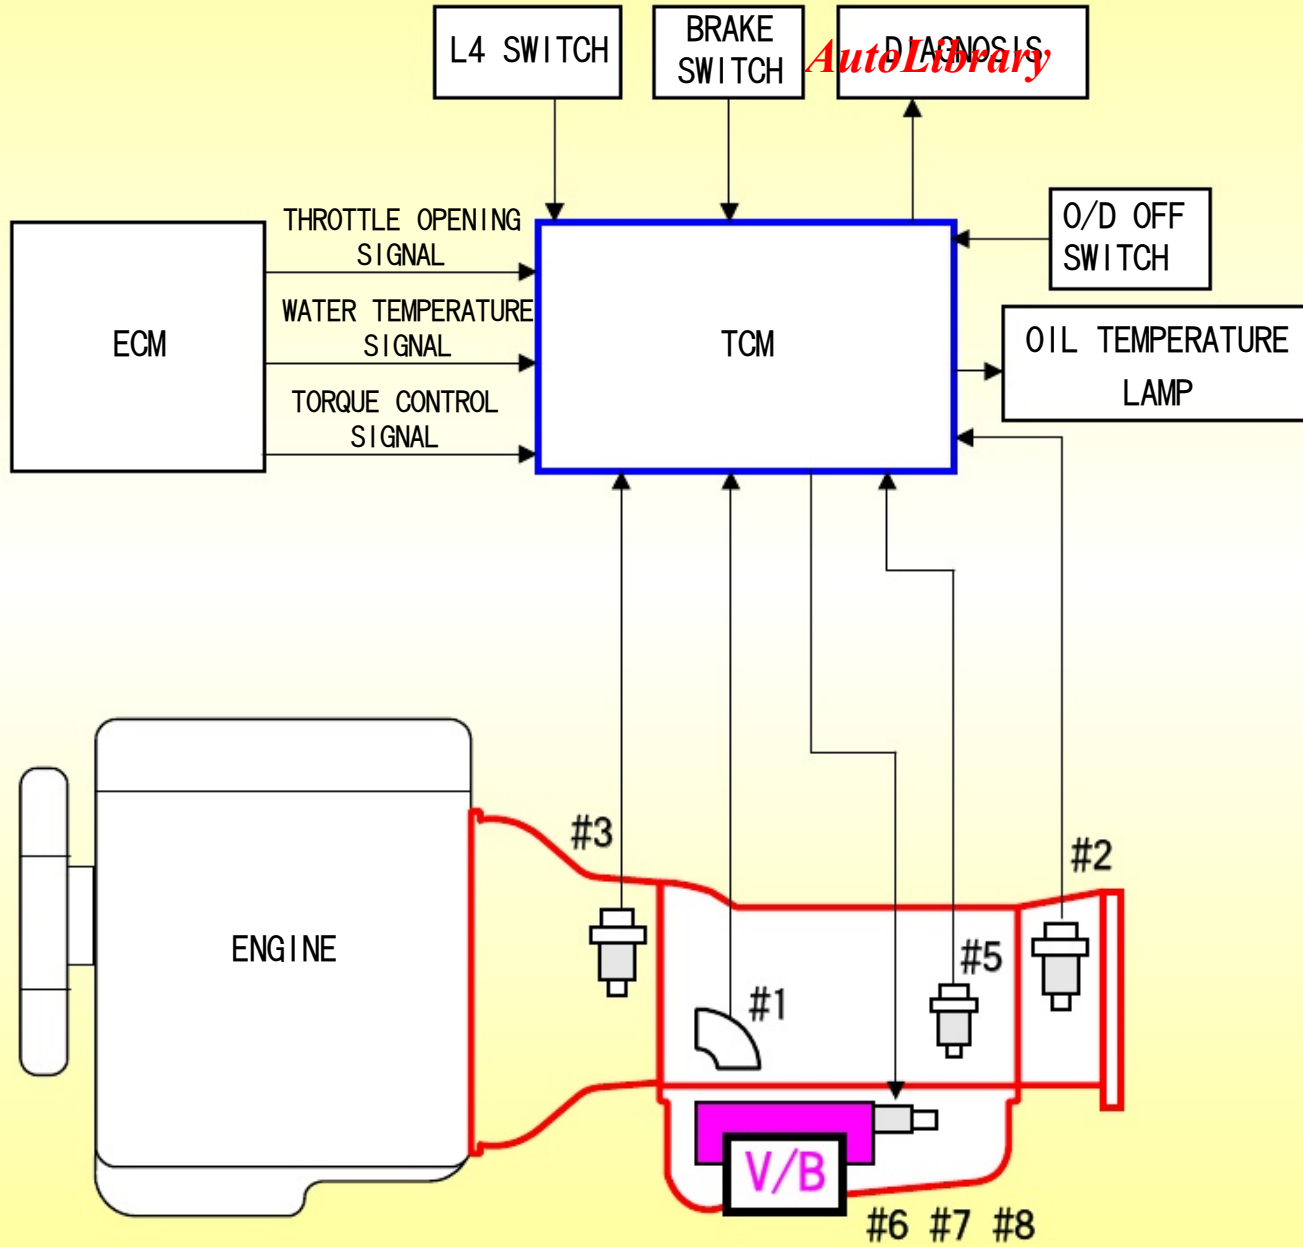 L4 SWITCH
BRAKE
SWITCH
DIAGNOSIS
AutoLibrary
THROTTLE OPENING
SIGNAL
WATER TEMPERATURE
SIGNAL
TORQUE CONTROL
SIGNAL
ECM
TCM
O/D OFF
SWITCH
OIL TEMPERATURE
LAMP
#3
#2
ENGINE
#5
#1
V/B
#6 #7 #8